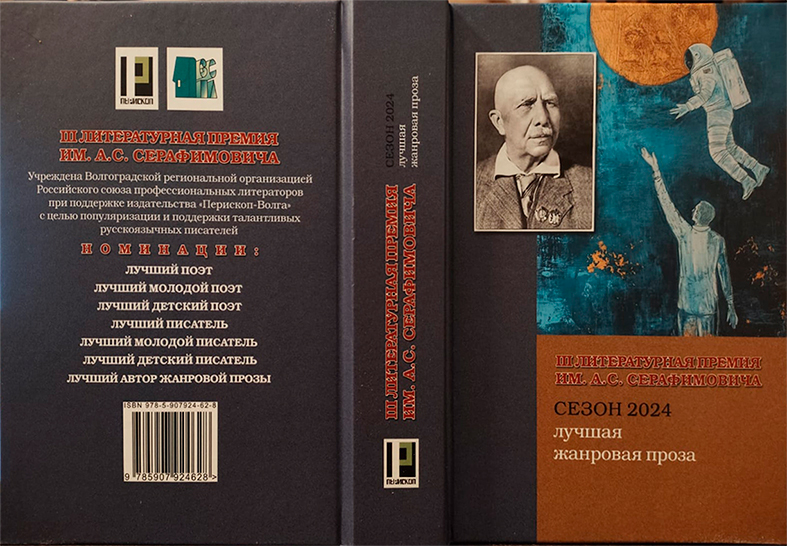 ПЕРИСКОП
III ЛИТЕРАТУРНАЯ ПРЕМИЯ
ИМ. А.С. СЕРАФИМОВИЧА
Учреждена Волгоградской региональной организацией
Российского союза профессиональных литераторов
при поддержке издательства «Перископ-Волга»
с целью популяризации и поддержки талантливых
русскоязычных писателей
НОМИНАЦИИ:
ЛУЧШИЙ ПОЭТ
ЛУЧШИЙ МОЛОДОЙ ПОЭТ
ЛУЧШИЙ ДЕТСКИЙ ПОЭТ
ЛУЧШИЙ ПИСАТЕЛЬ
ЛУЧШИЙ МОЛОДОЙ ПИСАТЕЛЬ
ЛУЧШИЙ ДЕТСКИЙ ПИСАТЕЛЬ
ЛУЧШИЙ АВТОР ЖАНРОВОЙ ПРОЗЫ
ISBN 978-5-907924-62-8
9 785907 924628
III ЛИТЕРАТУРНАЯ ПРЕМИЯ
ИМ. А.С. СЕРАФИМОВИЧА
СЕЗОН 2024
лучшая
жанровая проза
ПЕРИСКОП
III ЛИТЕРАТУРНАЯ ПРЕМИЯ
ИМ. А.С. СЕРАФИМОВИЧА
СЕЗОН 2024
лучшая
жанровая проза